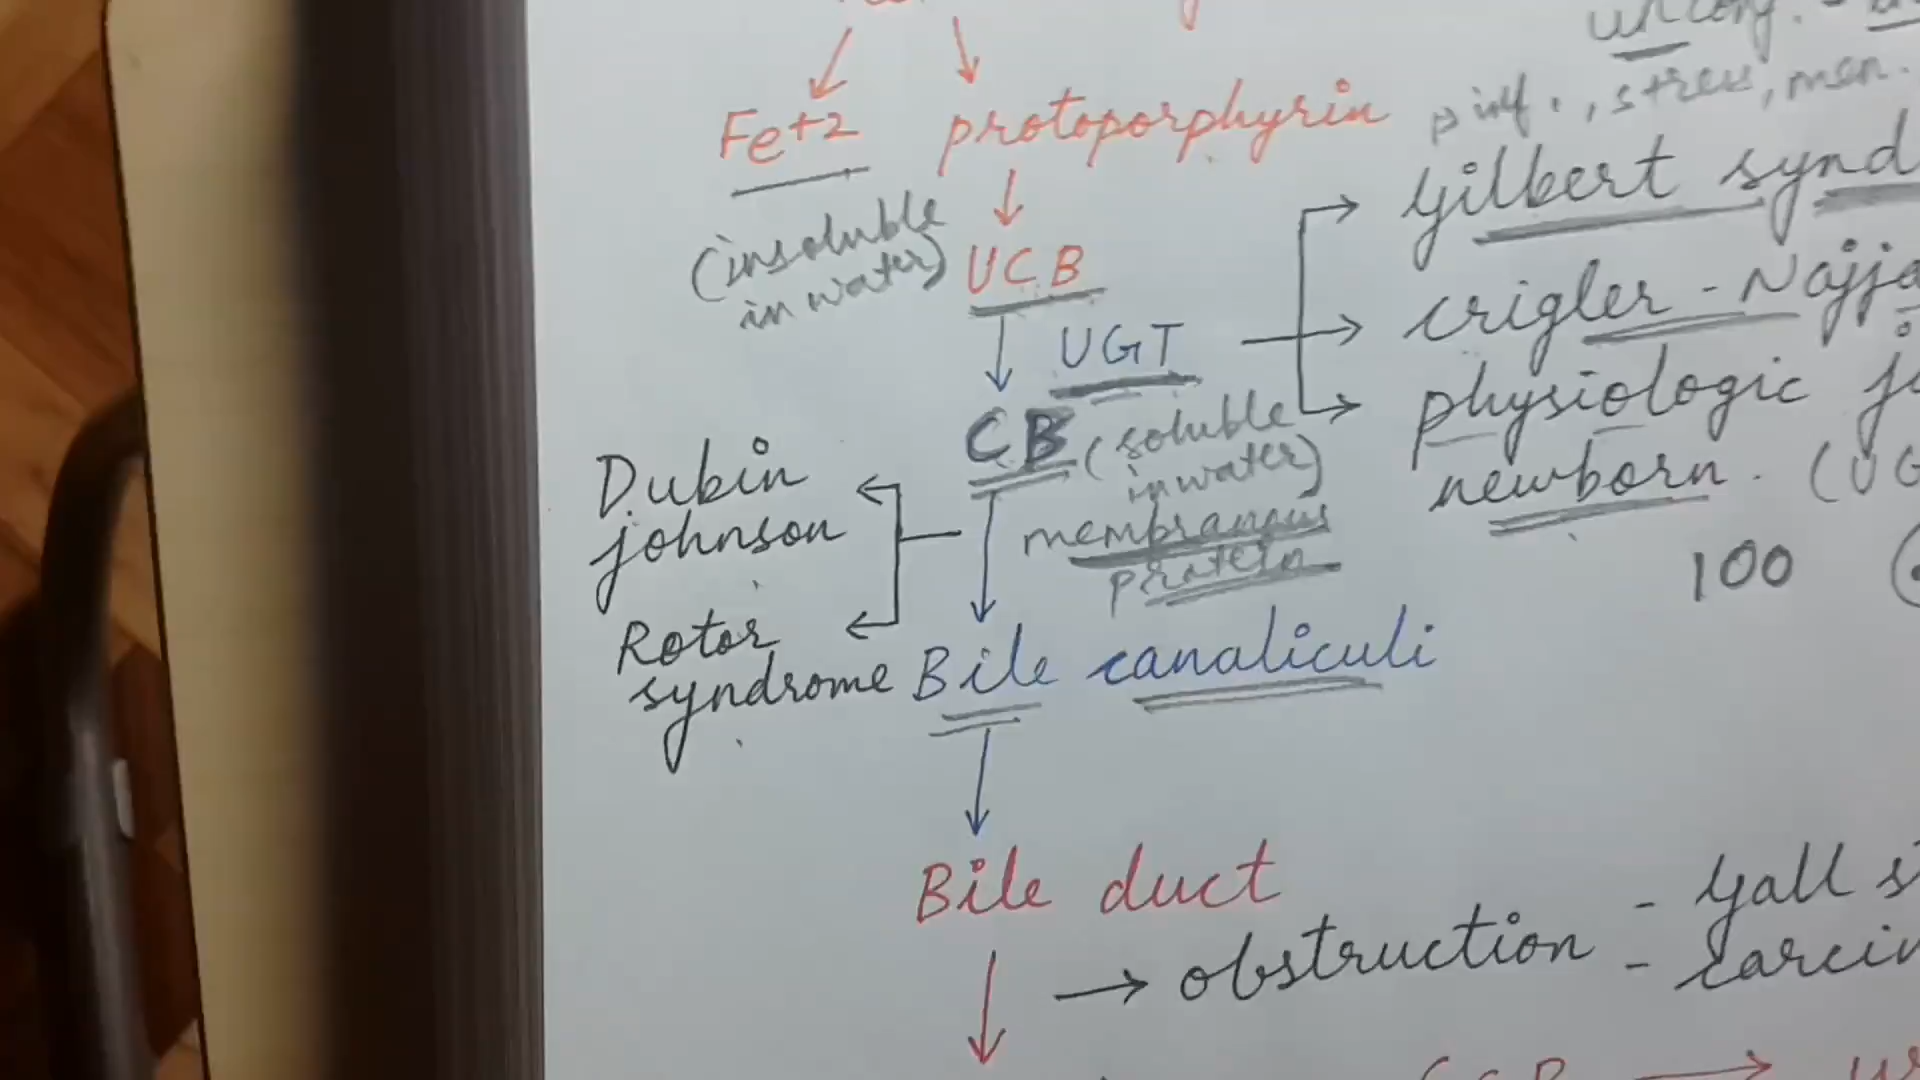 inf., stress, men.
Fe+2 protoporphyrin
Gilbert synd
(insoluble
in water)
UCB
crigler - Najja
UGT
physiologic
CB (soluble
in water)
newborn. (UG
Dubin
johnson
membranous
protein
100
Rotor
syndrome
Bile canaliculi
Bile duct
→ obstruction - Gall s
- carcin